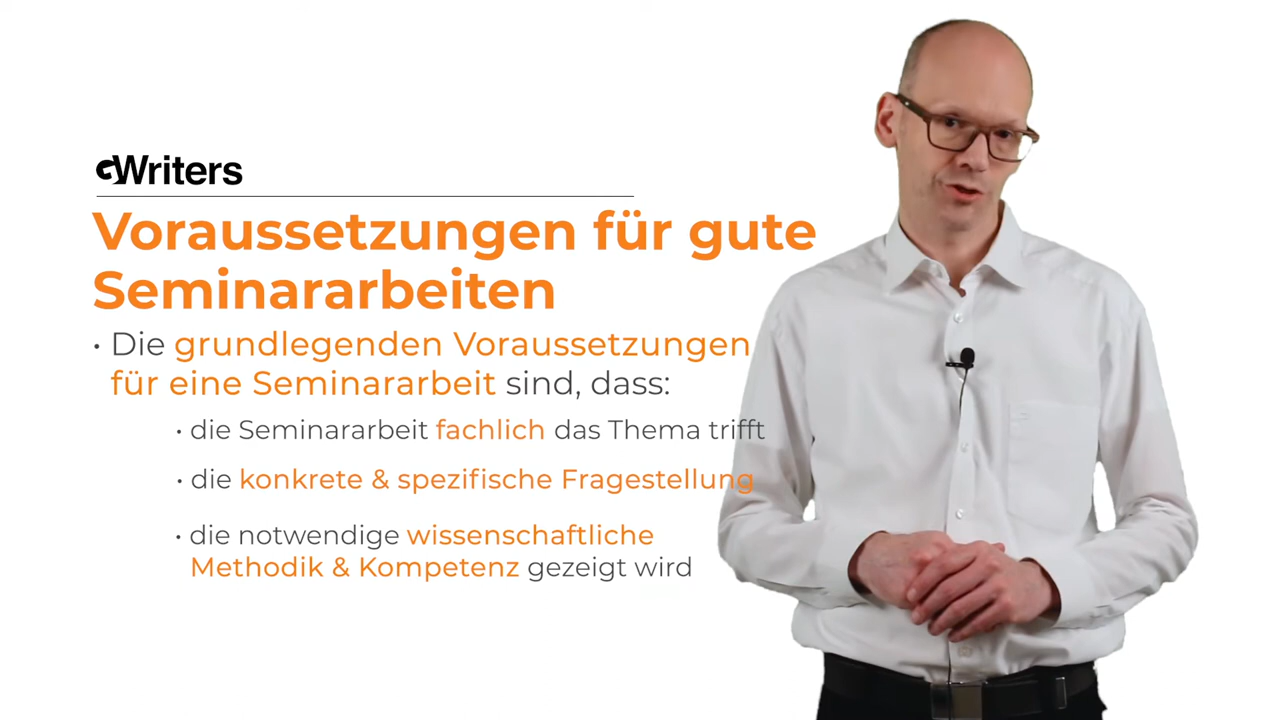 GWriters
Voraussetzungen für gute
Seminararbeiten
• Die grundlegenden Voraussetzungen
für eine Seminararbeit sind, dass:
• die Seminararbeit fachlich das Thema trifft
• die konkrete & spezifische Fragestellung
• die notwendige wissenschaftliche
Methodik & Kompetenz gezeigt wird